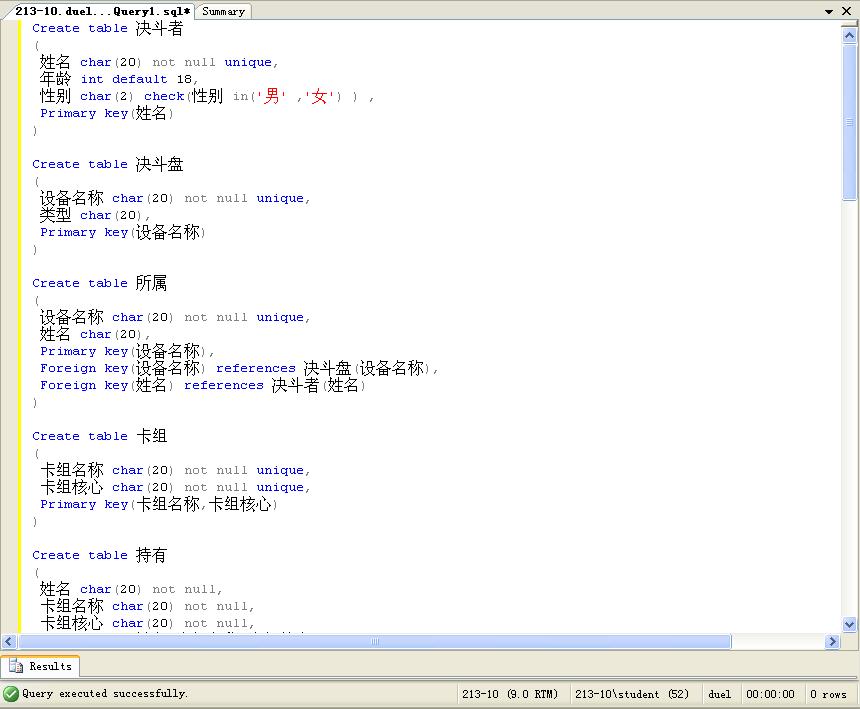 213-10.duel...Query1.sql* Summary
Create table 决斗者
(
姓名 char(20) not null unique,
年龄 int default 18,
性别 char(2) check(性别 in('男' ,'女') ) ,
Primary key(姓名)
)
Create table 决斗盘
(
设备名称 char(20) not null unique,
类型 char(20),
Primary key(设备名称)
)
Create table 所属
(
设备名称 char(20) not null unique,
姓名 char(20),
Primary key(设备名称),
Foreign key(设备名称) references 决斗盘(设备名称),
Foreign key(姓名) references 决斗者(姓名)
)
Create table 卡组
(
卡组名称 char(20) not null unique,
卡组核心 char(20) not null unique,
Primary key(卡组名称,卡组核心)
)
Create table 持有
(
姓名 char(20) not null,
卡组名称 char(20) not null,
卡组核心 char(20) not null,
Results
Query executed successfully. 213-10 (9.0 RTM) 213-10\student (52) duel 00:00:00 0 rows